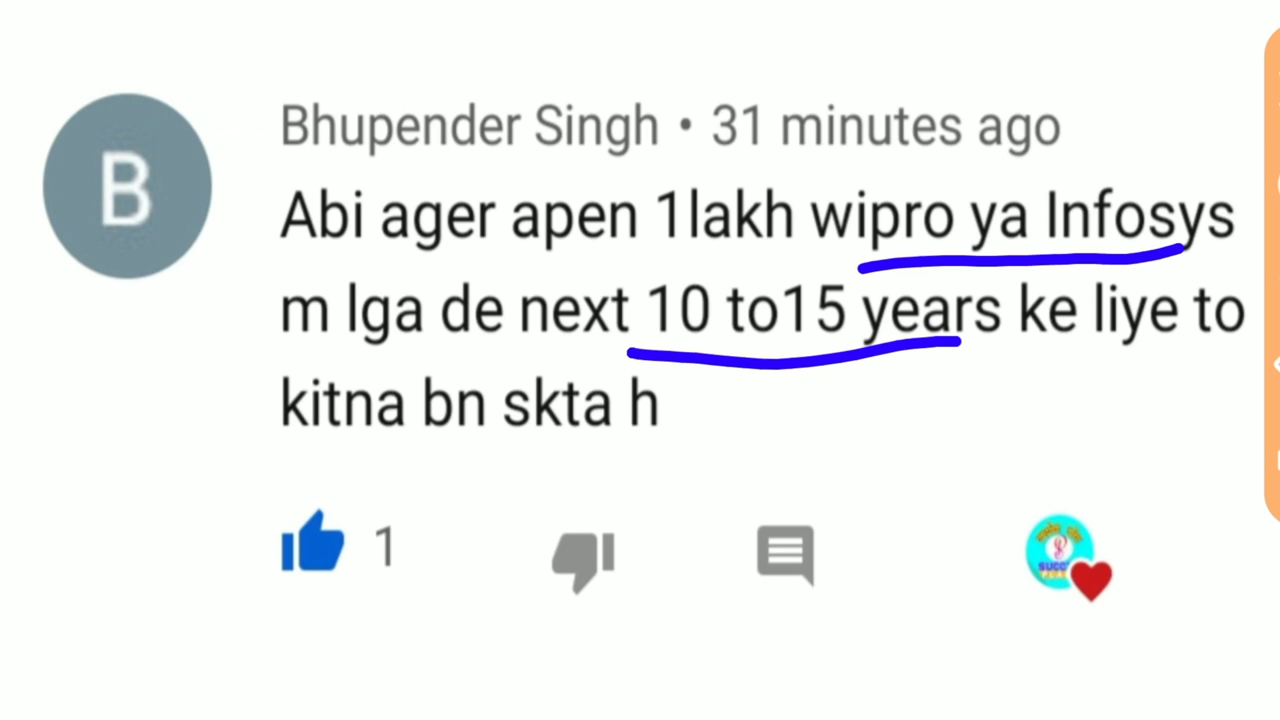 B
Bhupender Singh • 31 minutes ago
Abi ager apen 1lakh wipro ya Infosys
m lga de next 10 to15 years ke liye to
kitna bn skta h
1